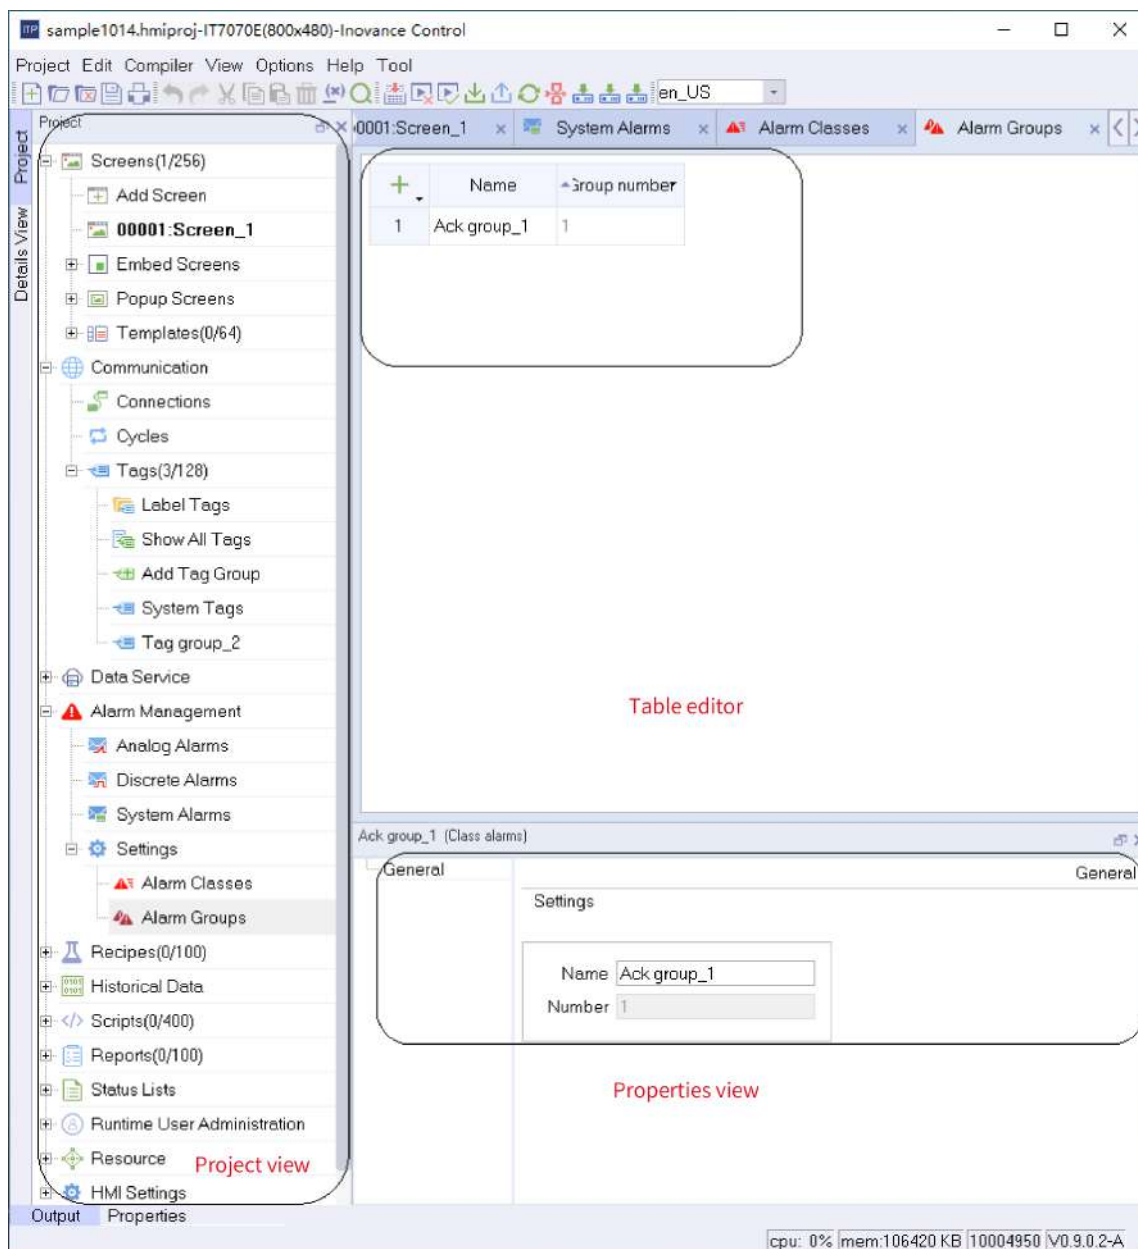 sample1014.hmiproj-IT7070E(800x480)-Inovance Control
Project Edit Compiler View Options Help Tool
en_US
Project
Details View
Project
Screens(1/256)
Add Screen
00001:Screen_1
Embed Screens
Popup Screens
Templates(0/64)
Communication
Connections
Cycles
Tags(3/128)
Label Tags
Show All Tags
Add Tag Group
System Tags
Tag group_2
Data Service
Alarm Management
Analog Alarms
Discrete Alarms
System Alarms
Settings
Alarm Classes
Alarm Groups
Recipes(0/100)
Historical Data
Scripts(0/400)
Reports(0/100)
Status Lists
Runtime User Administration
Resource
HMI Settings
Project view
0001:Screen_1 System Alarms Alarm Classes Alarm Groups
Name Group number
1 Ack group_1 1
Table editor
Ack group_1 (Class alarms)
General
General
Settings
Name Ack group_1
Number 1
Properties view
Output Properties
cpu: 0% mem:106420 KB 10004950 V0.9.0.2-A